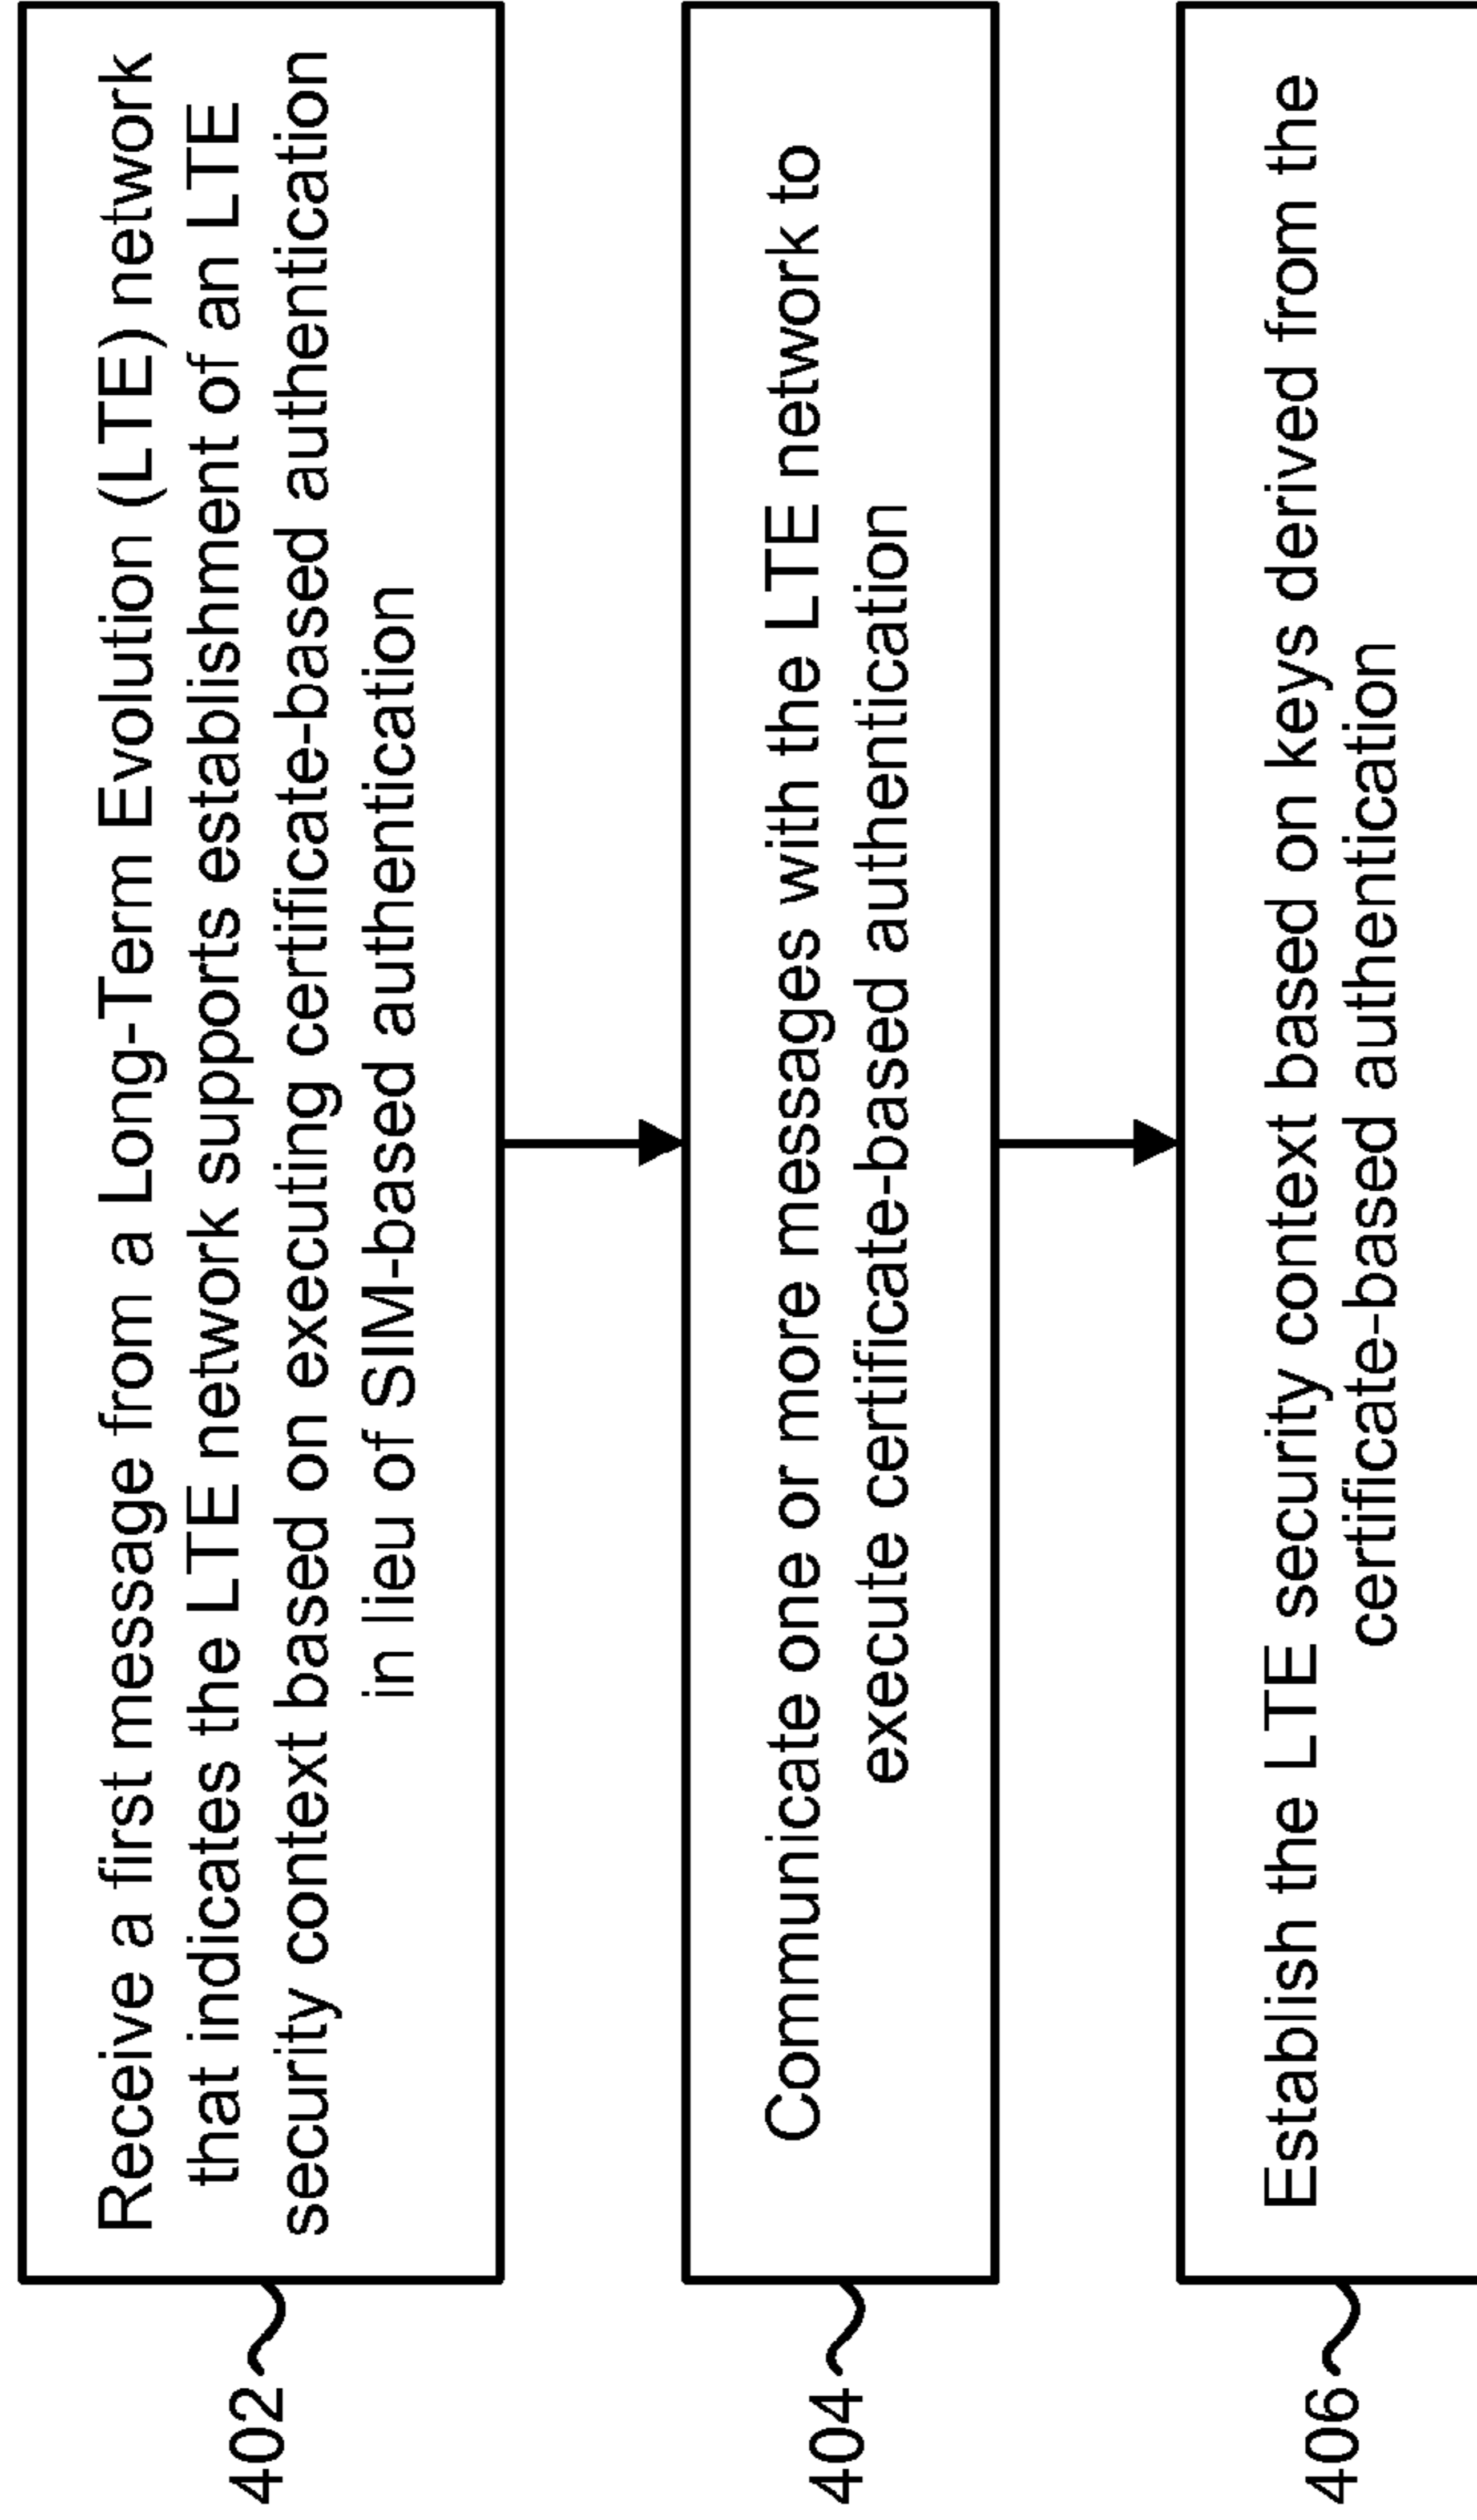 Receive a first message from a Long-Term Evolution (LTE) network
that indicates the LTE network supports establishment of an LTE
security context based on executing certificate-based authentication
in lieu of SIM-based authentication
402
Communicate one or more messages with the LTE network to
execute certificate-based authentication
404
Establish the LTE security context based on keys derived from the
certificate-based authentication
406